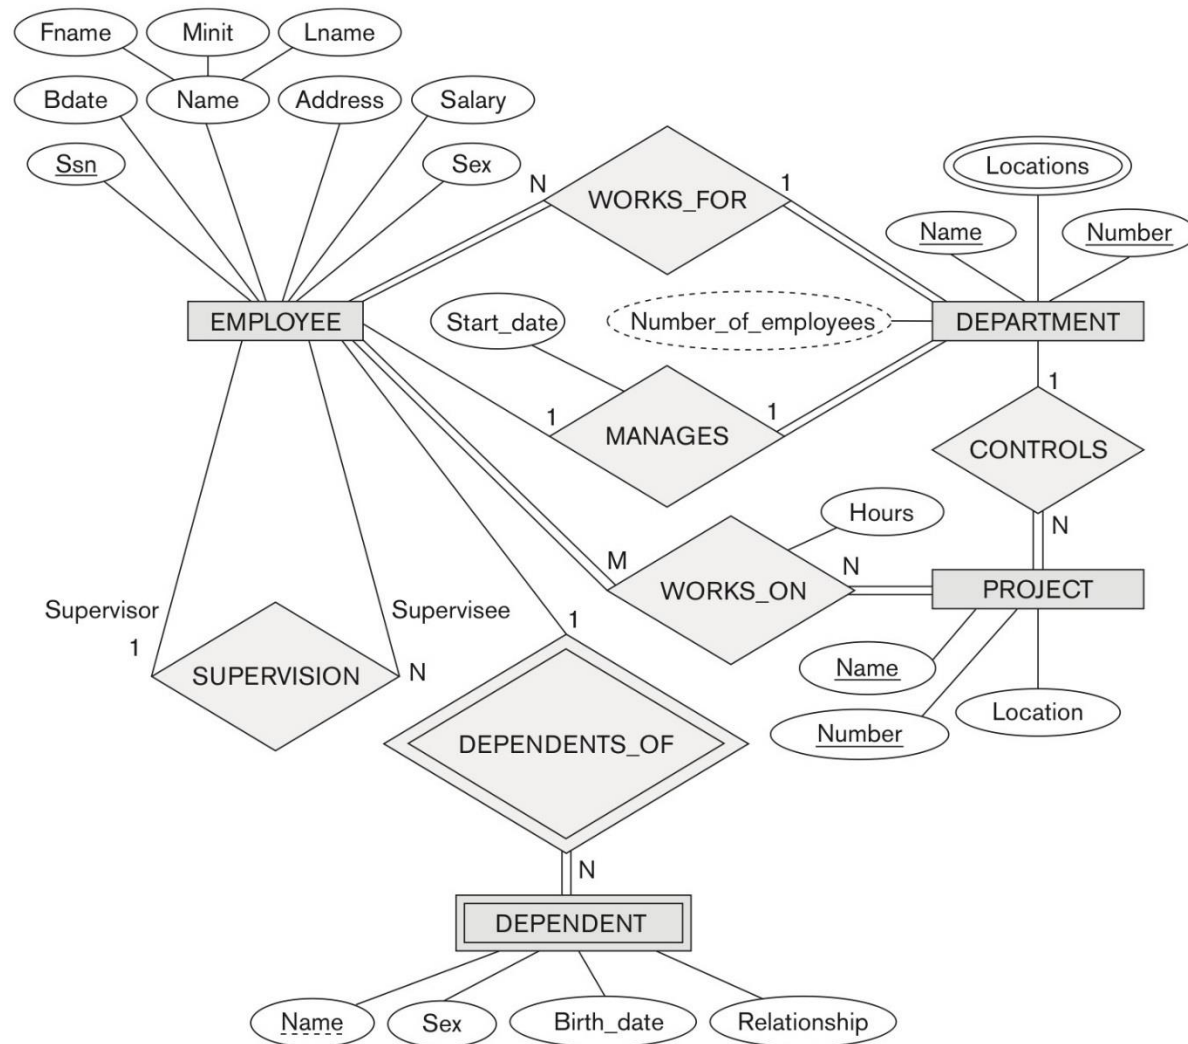 Fname
Minit
Lname
Bdate
Name
Address
Salary
Ssn
Sex
N
WORKS_FOR
1
Locations
Name
Number
EMPLOYEE
Start_date
Number_of_employees
DEPARTMENT
1
MANAGES
1
1
CONTROLS
N
Hours
M
WORKS_ON
N
PROJECT
Supervisor
1
SUPERVISION
Supervisee
N
1
Name
Number
Location
DEPENDENTS_OF
N
DEPENDENT
Name
Sex
Birth_date
Relationship